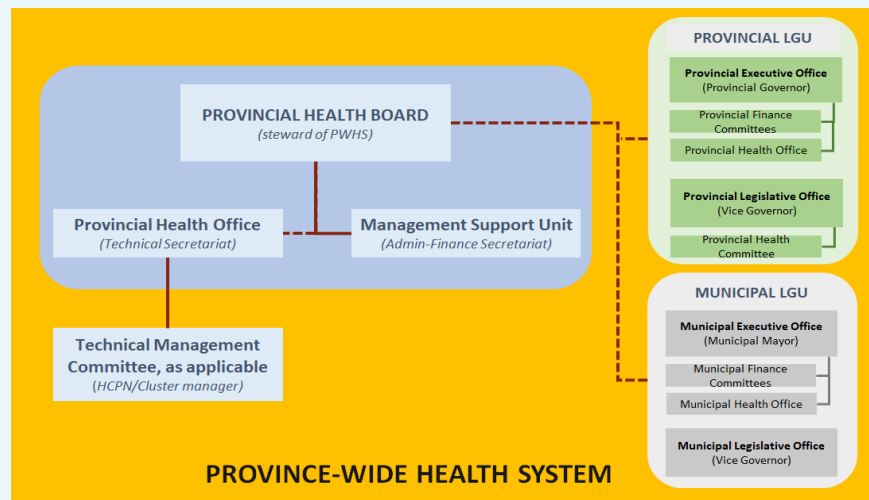 PROVINCIAL HEALTH BOARD
(steward of PWHS)
Provincial Health Office
(Technical Secretariat)
Management Support Unit
(Admin-Finance Secretariat)
Technical Management
Committee, as applicable
(HCPN/Cluster manager)
PROVINCIAL LGU
Provincial Executive Office
(Provincial Governor)
Provincial Finance
Committees
Provincial Health Office
Provincial Legislative Office
(Vice Governor)
Provincial Health
Committee
MUNICIPAL LGU
Municipal Executive Office
(Municipal Mayor)
Municipal Finance
Committees
Municipal Health Office
Municipal Legislative Office
(Vice Governor)
PROVINCE-WIDE HEALTH SYSTEM